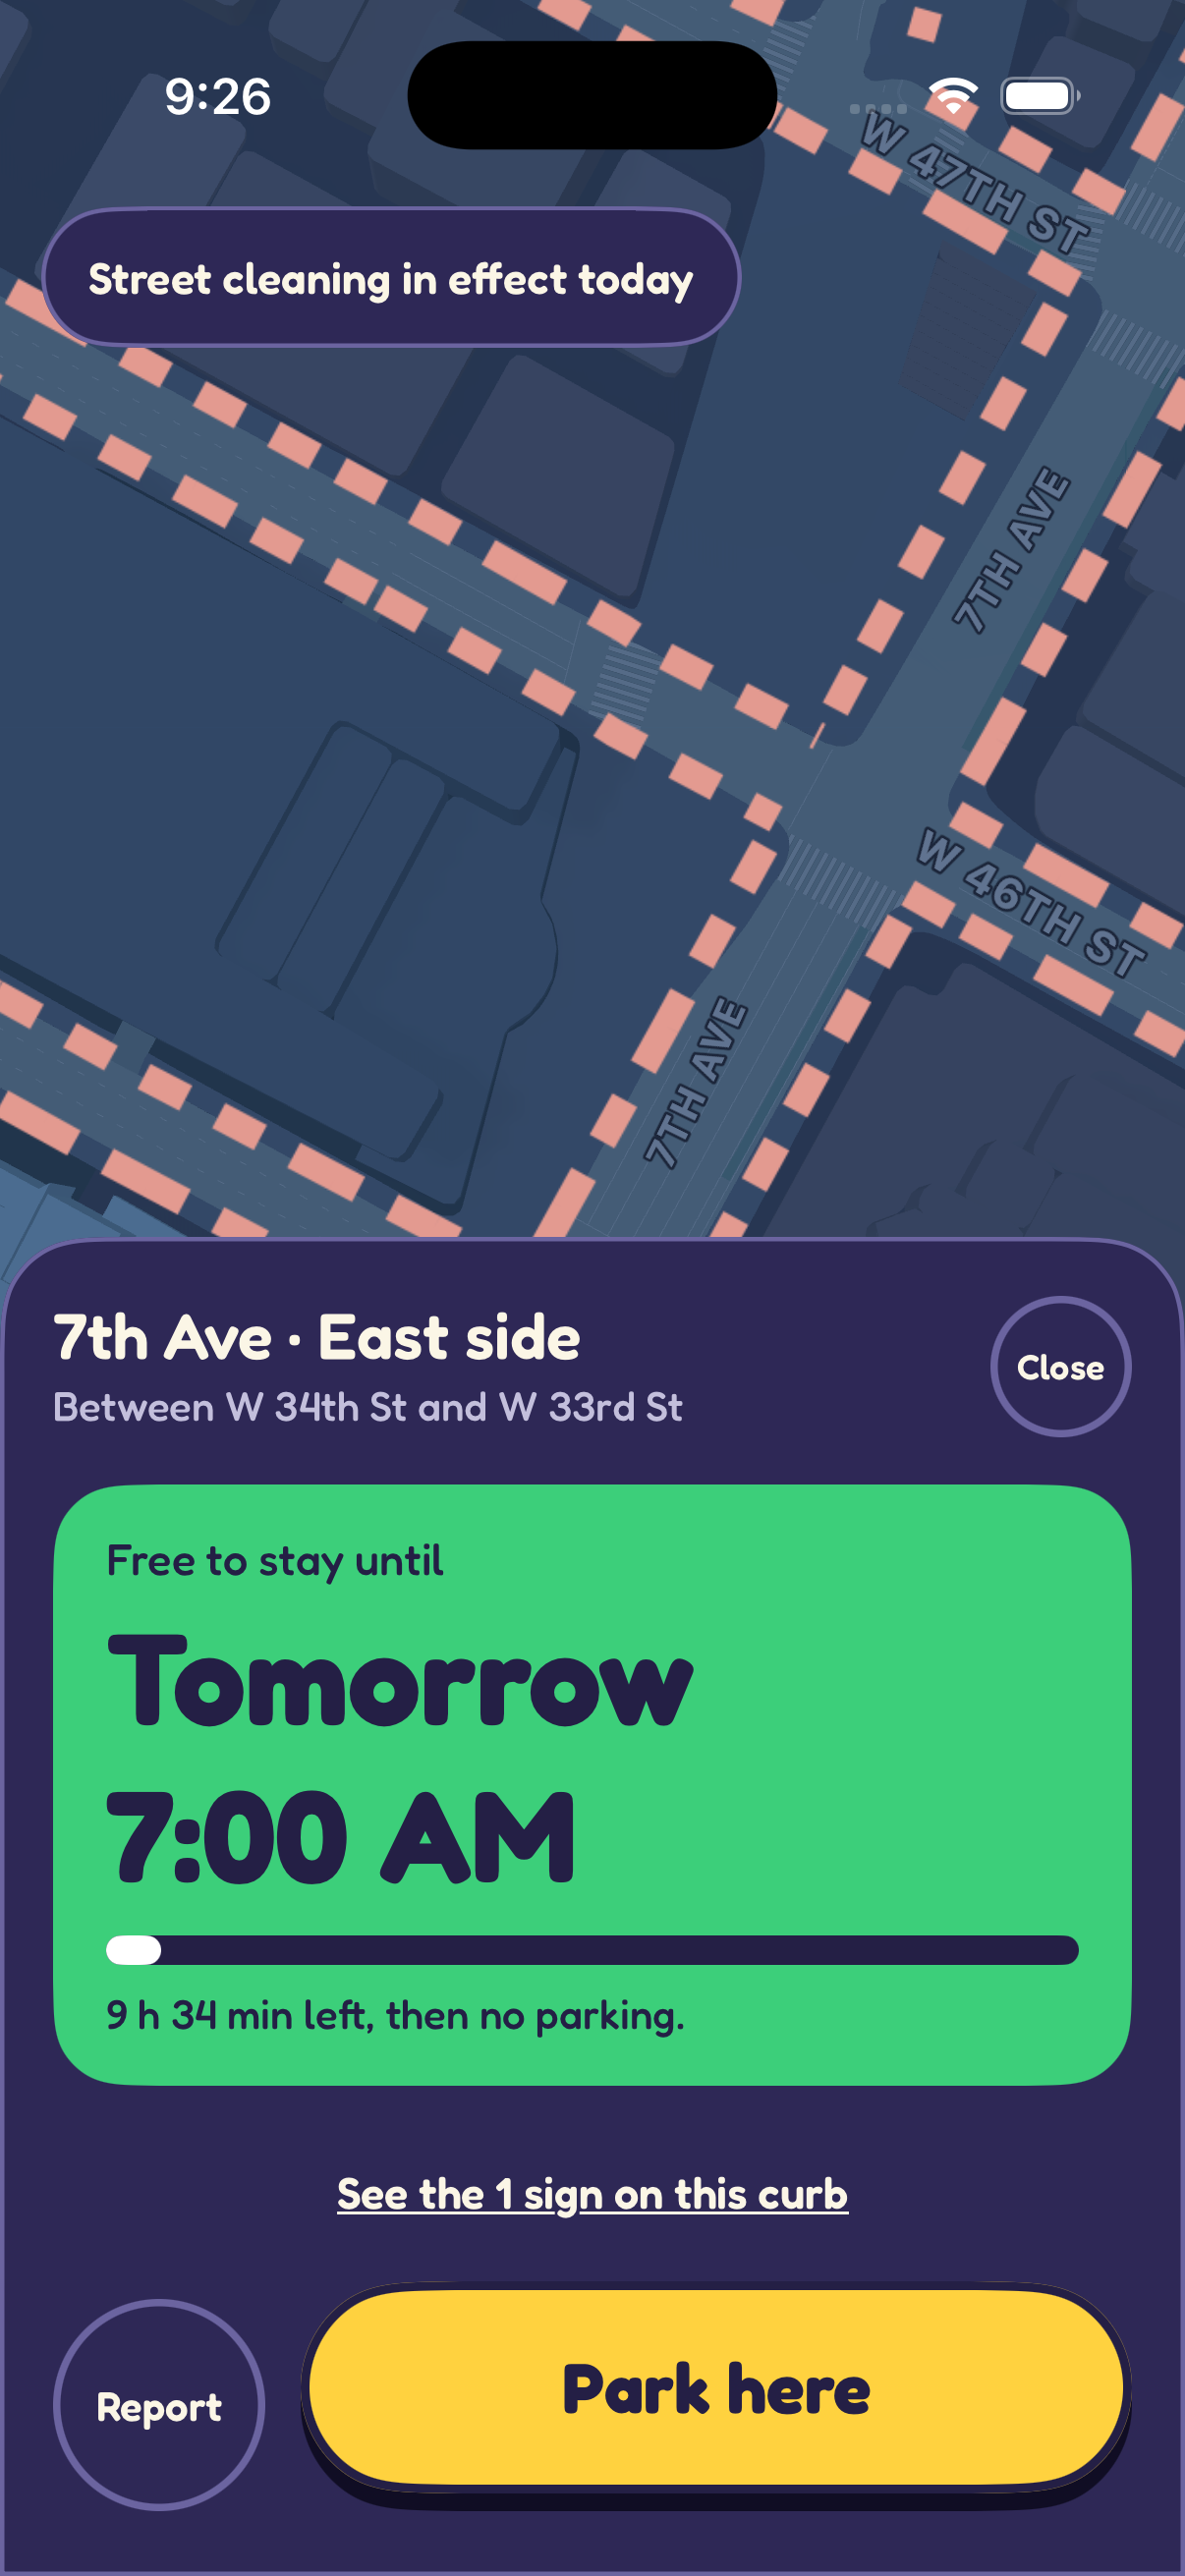 9:26
W 47TH ST
Street cleaning in effect today
7TH AVE
W 46TH ST
7TH AVE
7th Ave · East side
Between W 34th St and W 33rd St
Close
Free to stay until
Tomorrow
7:00 AM
9 h 34 min left, then no parking.
See the 1 sign on this curb
Report
Park here